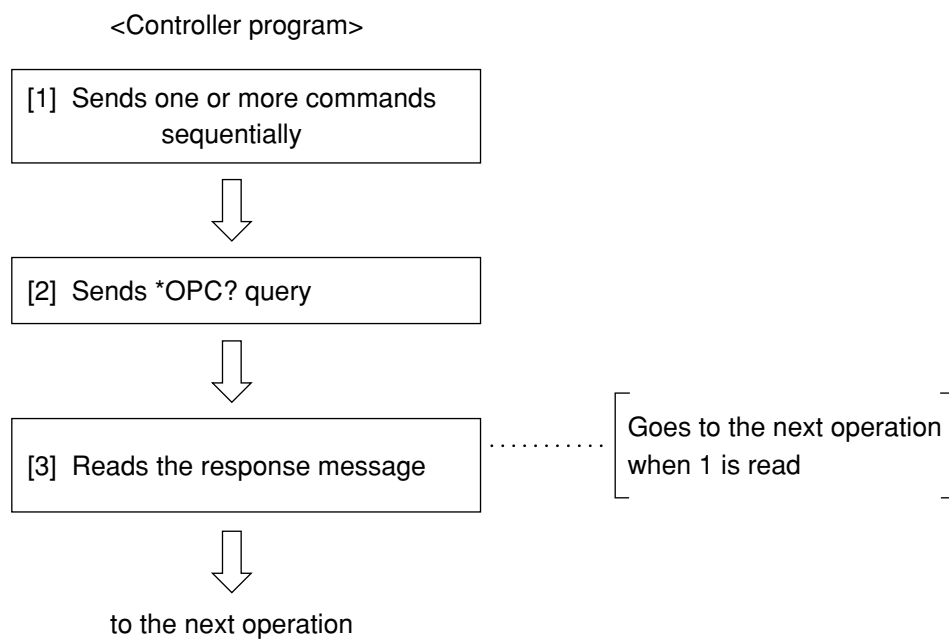 <Controller program>
[1] Sends one or more commands
sequentially
[2] Sends *OPC? query
[3] Reads the response message
Goes to the next operation
when 1 is read
to the next operation